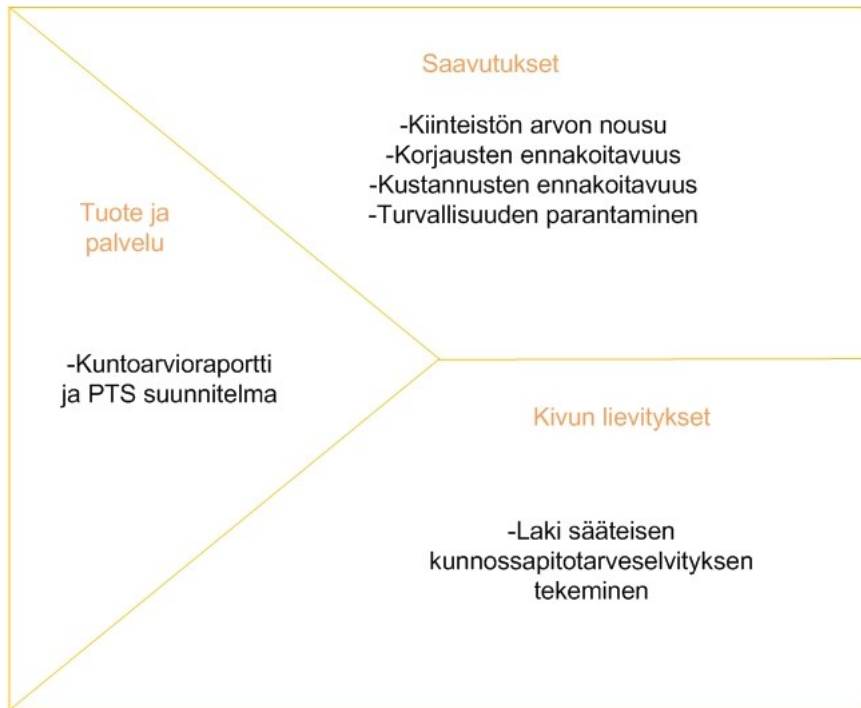 Saavutukset
-Kiinteistön arvon nousu
-Korjausten ennakoitavuus
-Kustannusten ennakoitavuus
-Turvallisuuden parantaminen
Tuote ja
palvelu
-Kuntoarvioraportti
ja PTS suunnitelma
Kivun lievitykset
-Laki sääteisen
kunnossapitotarveselvityksen
tekeminen